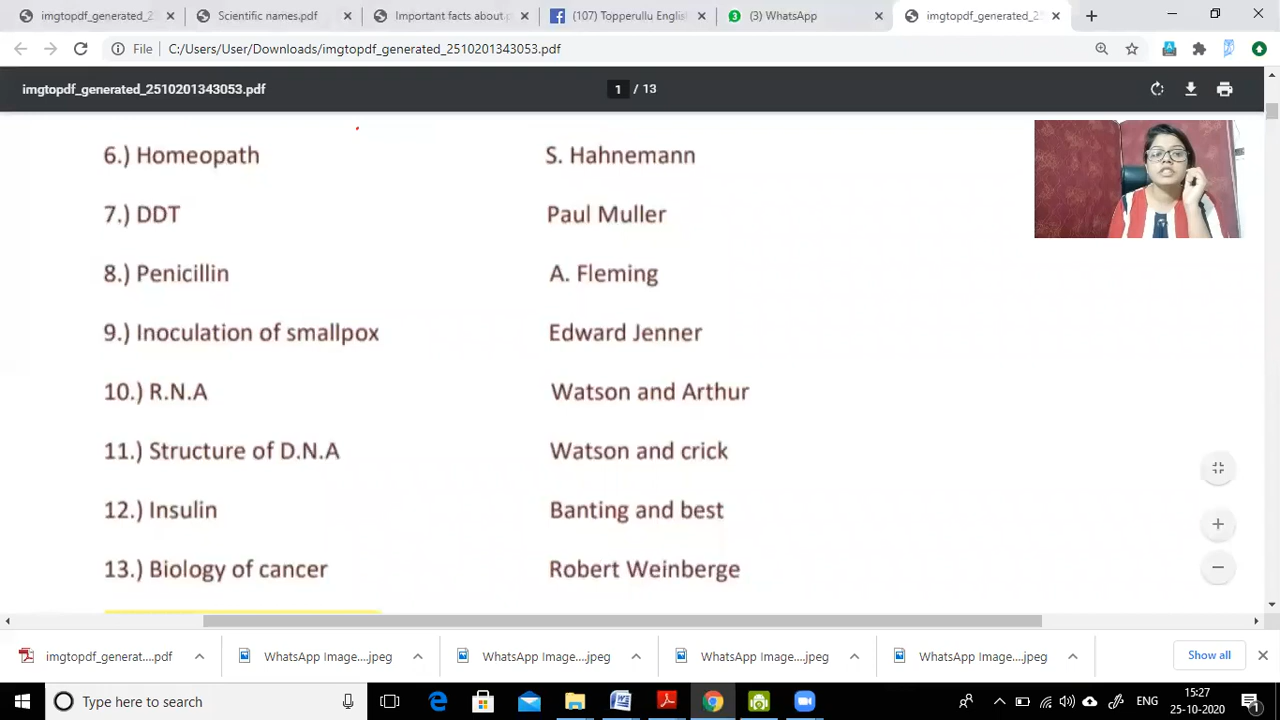 imgtopdf_generated_25
Scientific names.pdf
Important facts about p
(107) Topperullu English
(3) WhatsApp
imgtopdf_generated_25
File C:/Users/User/Downloads/imgtopdf_generated_2510201343053.pdf
imgtopdf_generated_2510201343053.pdf 1 / 13
6.) Homeopath S. Hahnemann
7.) DDT Paul Muller
8.) Penicillin A. Fleming
9.) Inoculation of smallpox Edward Jenner
10.) R.N.A Watson and Arthur
11.) Structure of D.N.A Watson and crick
12.) Insulin Banting and best
13.) Biology of cancer Robert Weinberge
imgtopdf_generat....pdf WhatsApp Image....jpeg WhatsApp Image....jpeg WhatsApp Image....jpeg WhatsApp Image....jpeg Show all
Type here to search ENG 15:27
25-10-2020